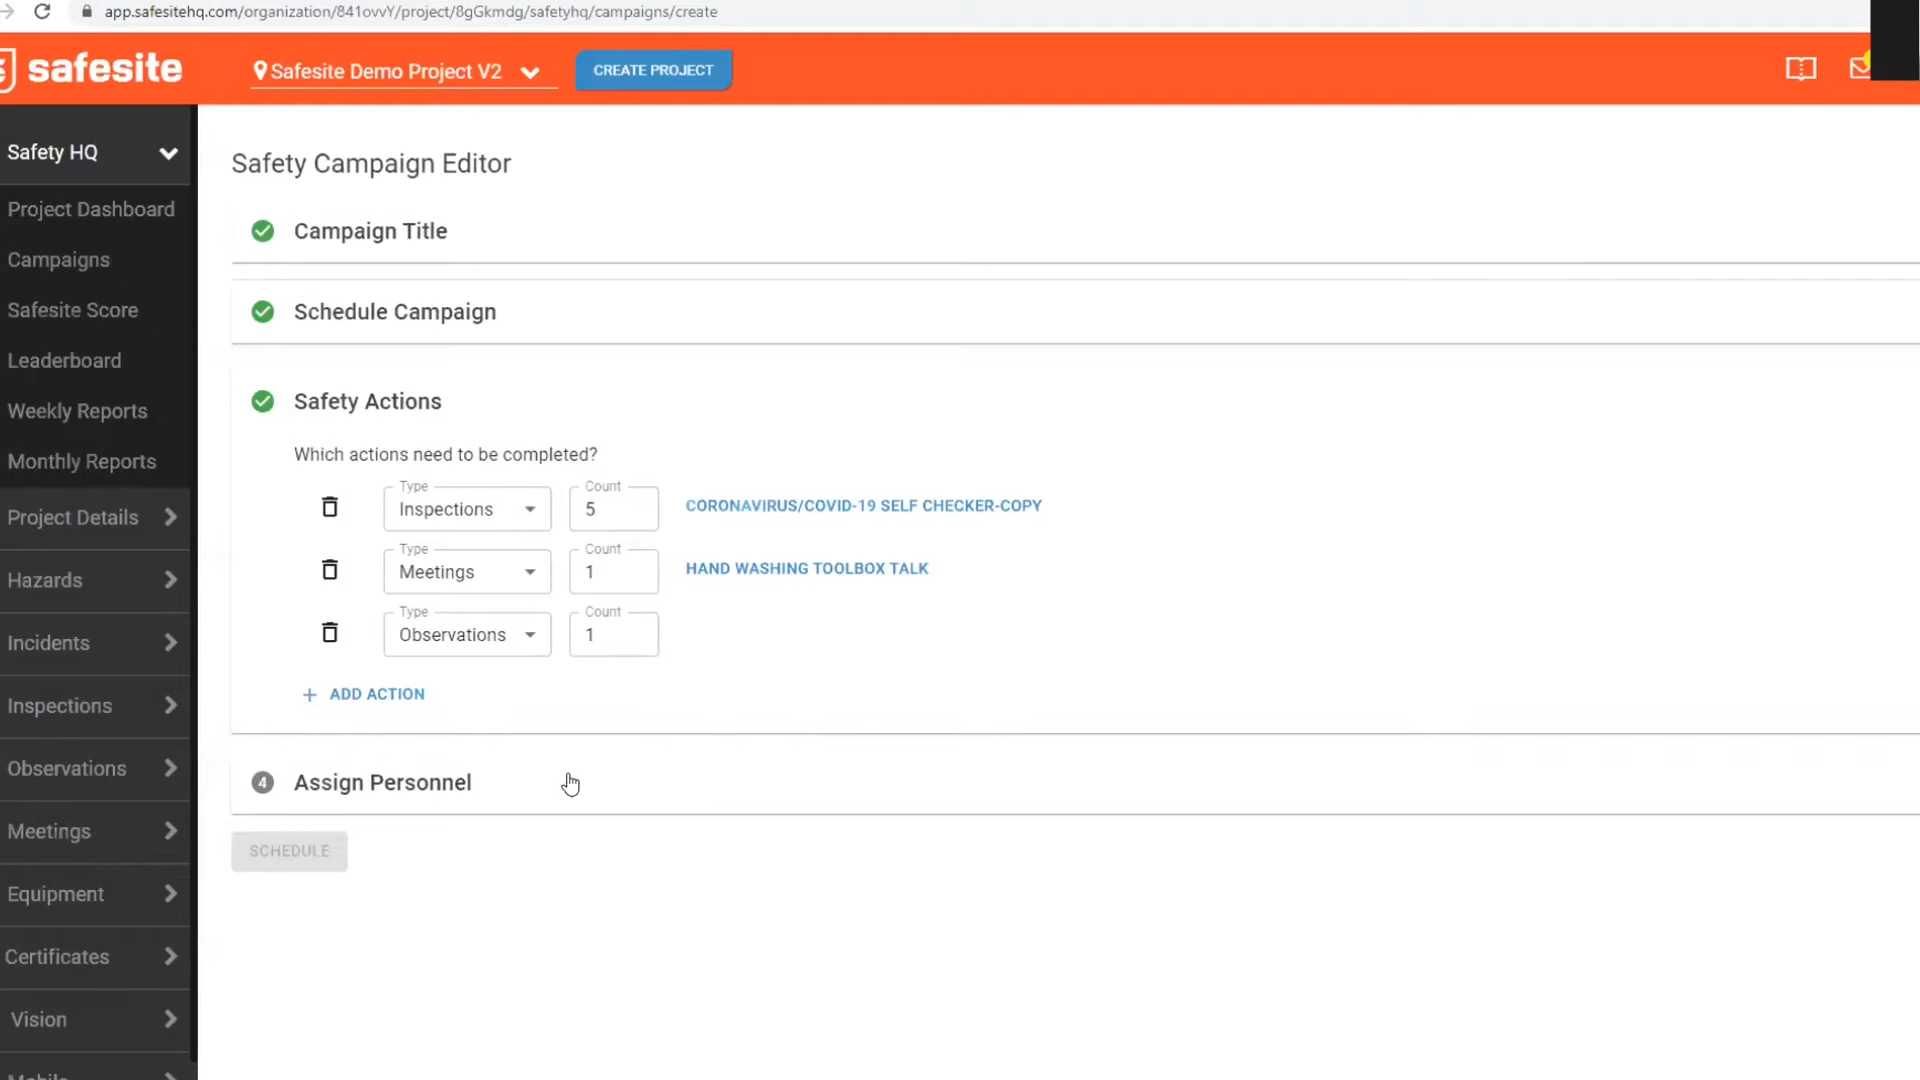 app.safesitehq.com/organization/841ovvY/project/8gGkmdg/safetyhq/campaigns/create
safesite
Safesite Demo Project V2
CREATE PROJECT
Safety HQ
Project Dashboard
Campaigns
Safesite Score
Leaderboard
Weekly Reports
Monthly Reports
Project Details
Hazards
Incidents
Inspections
Observations
Meetings
Equipment
Certificates
Vision
Safety Campaign Editor
Campaign Title
Schedule Campaign
Safety Actions
Which actions need to be completed?
Type
Inspections
Count
5
CORONAVIRUS/COVID-19 SELF CHECKER-COPY
Type
Meetings
Count
1
HAND WASHING TOOLBOX TALK
Type
Observations
Count
1
+ ADD ACTION
4 Assign Personnel
SCHEDULE